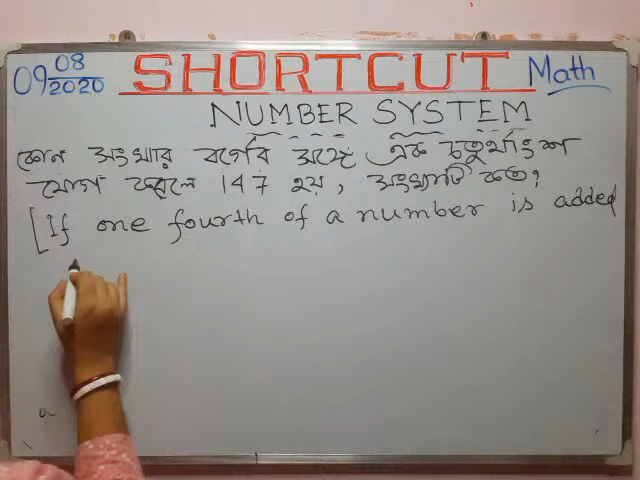 09 08/2020 SHORTCUT Math
NUMBER SYSTEM
কোন সংখ্যার বর্গের সঙ্গে এক চতুর্থাংশ
যোগ করলে 147 হয়, সংখ্যাটি কত?
[If one fourth of a number is added